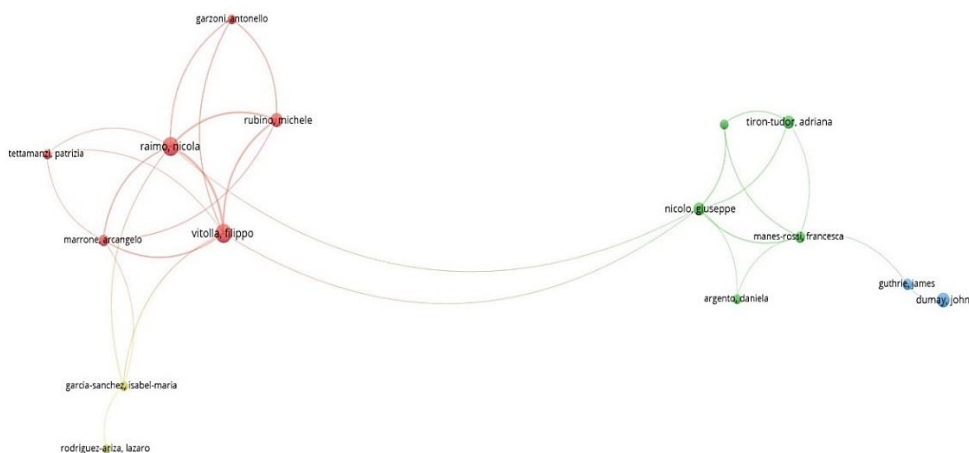 garzoni, antonello
rubino, michele
raimo, nicola
tettamanzi, patrizia
vitolla, filippo
marrone, arcangelo
garcia-sanchez, isabel-maria
rodriguez-ariza, lazaro
tiron-tudor, adriana
nicolo, giuseppe
manes-rossi, francesca
argento, daniela
guthrie, james
dumay, john